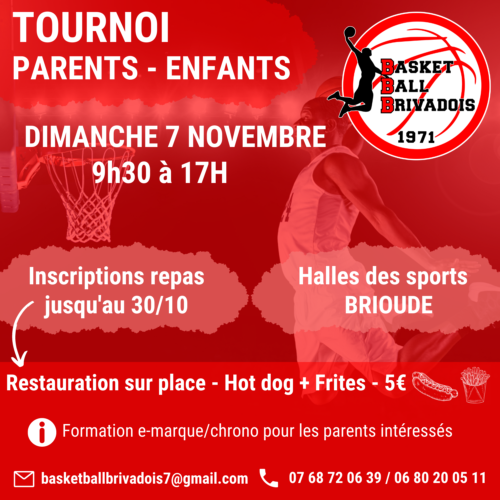 TOURNOI
PARENTS - ENFANTS
BASKET
BALL
BRIVADOIS
1971
DIMANCHE 7 NOVEMBRE
9h30 à 17H
Inscriptions repas
jusqu'au 30/10
Halles des sports
BRIOUDE
Restauration sur place - Hot dog + Frites - 5€
i Formation e-marque/chrono pour les parents intéressés
basketballbrivadois7@gmail.com 07 68 72 06 39 / 06 80 20 05 11